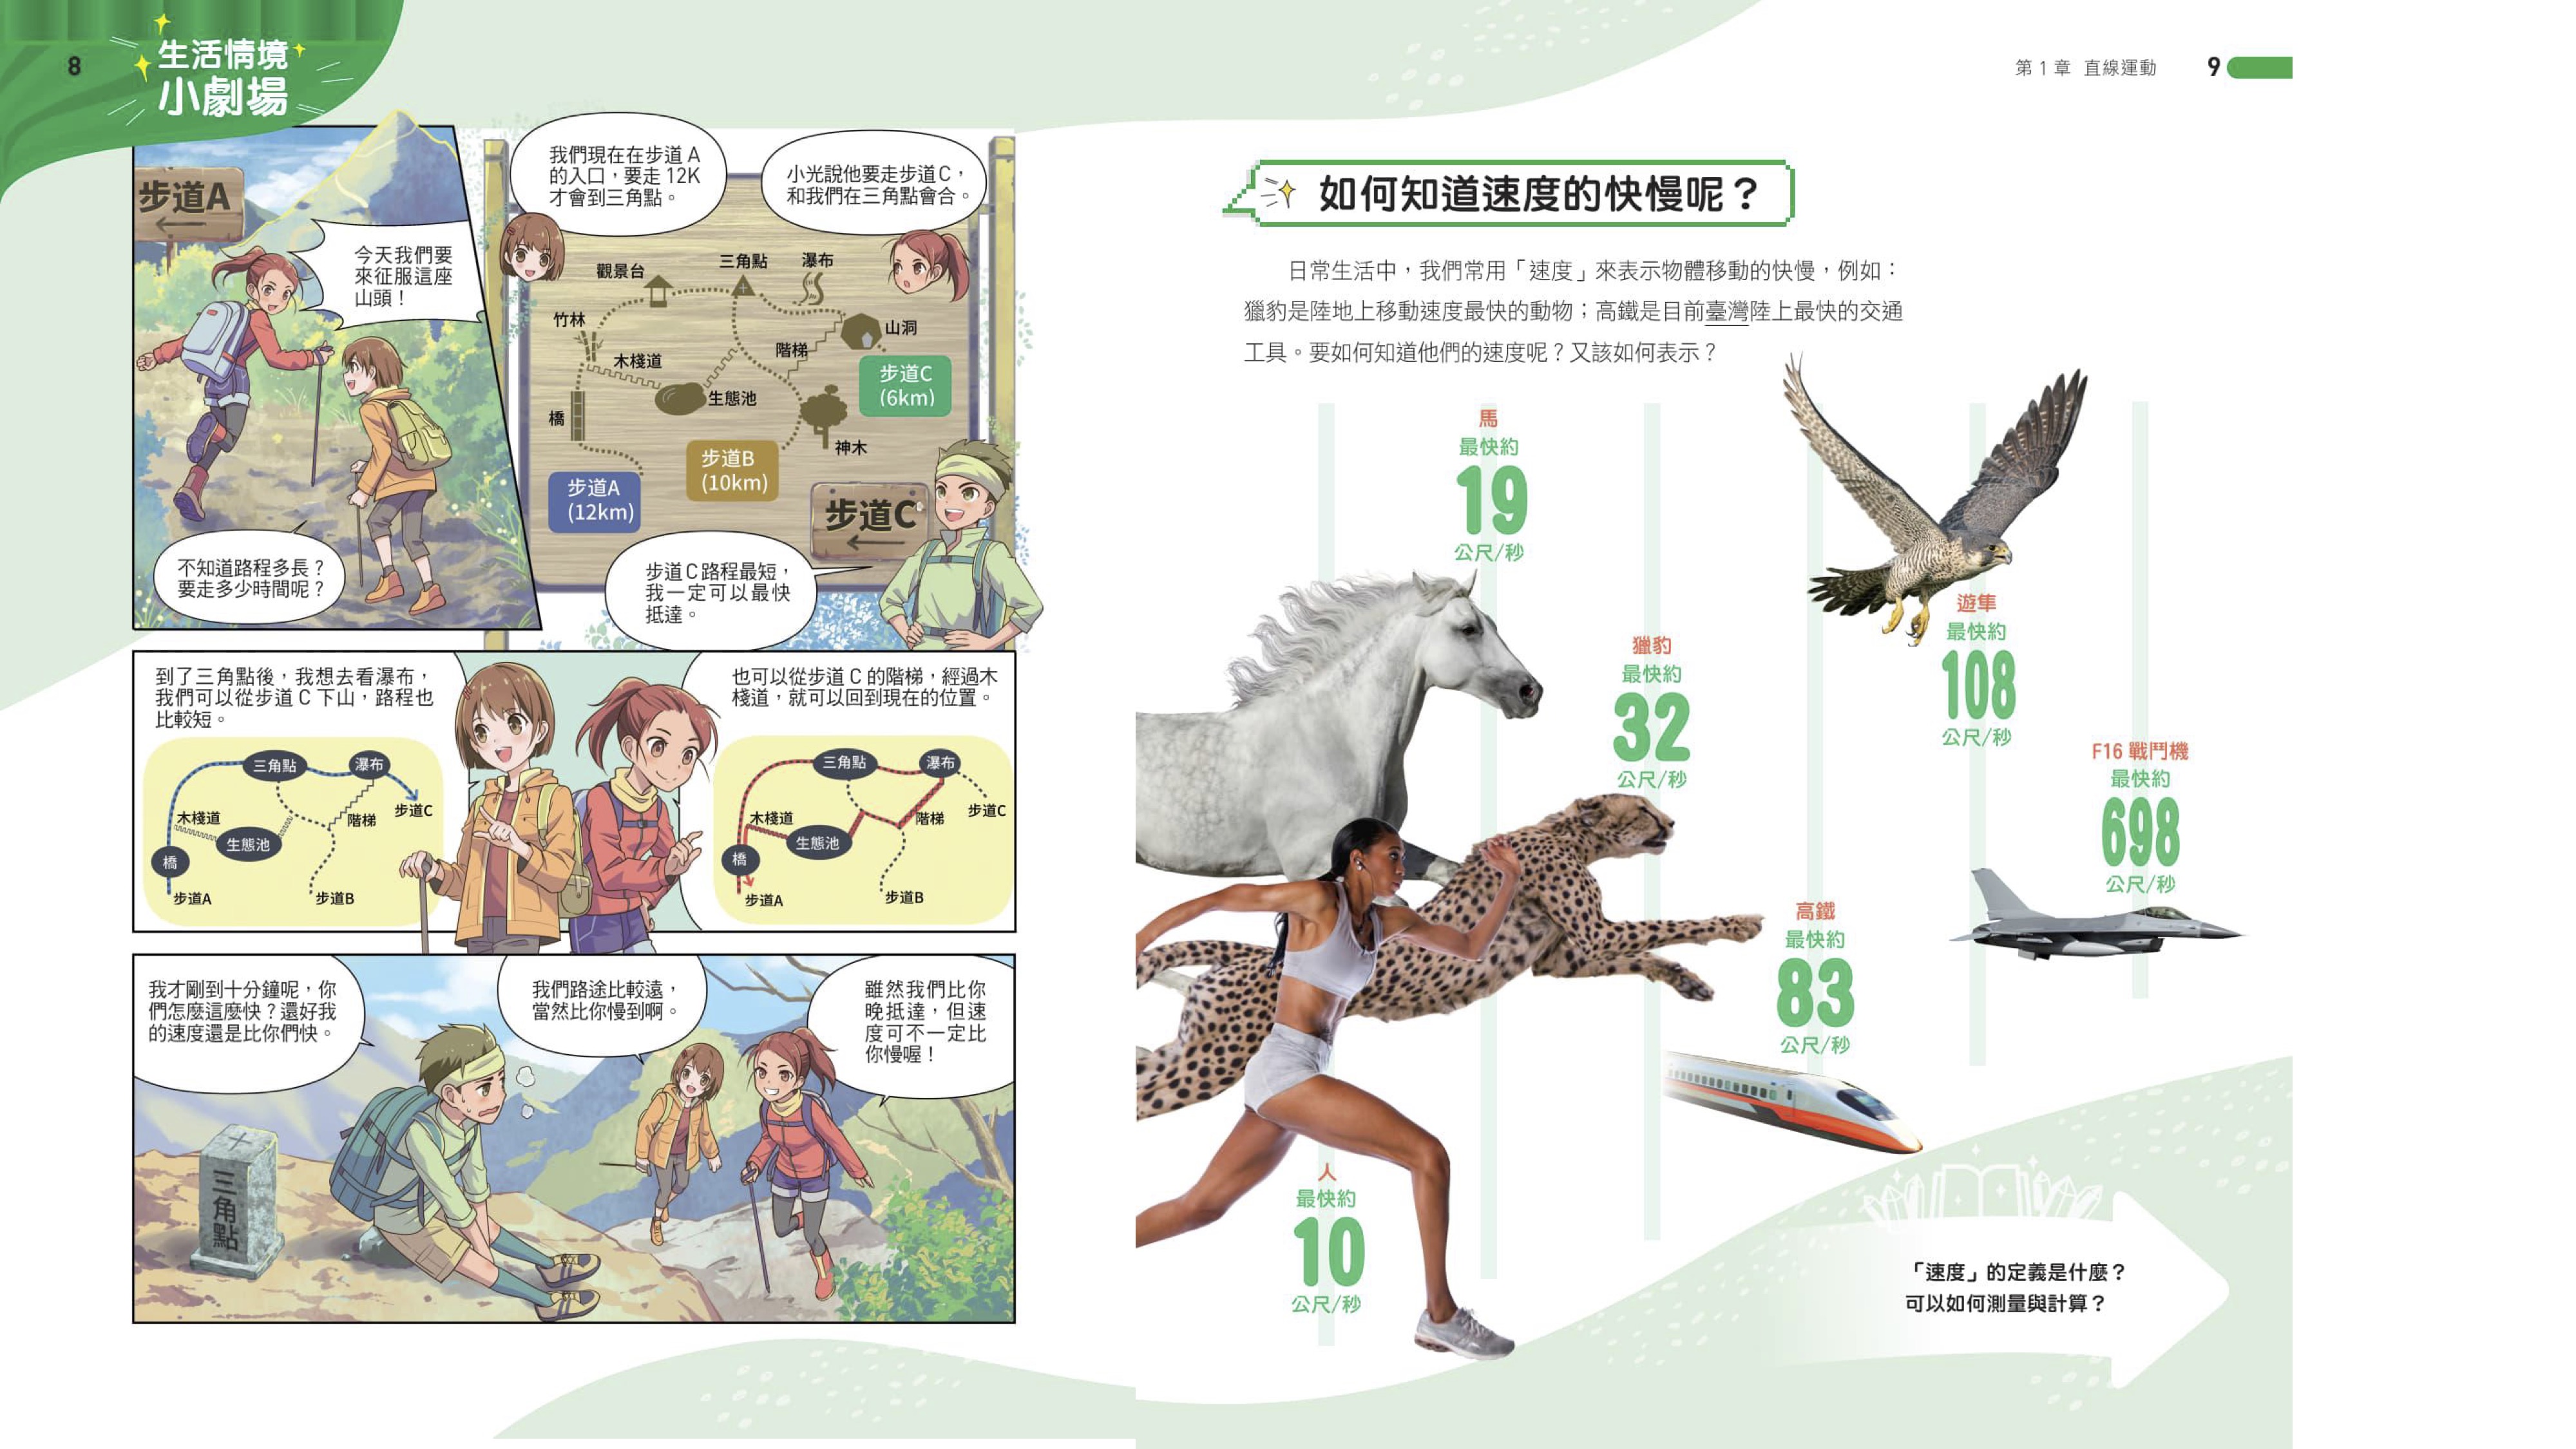 8
生活情境
小劇場
步道A
今天我們要
來征服這座
山頭！
不知道路程多長？
要走多少時間呢？
我們現在在步道 A
的入口，要走 12K
才會到三角點。
小光說他要走步道 C，
和我們在三角點會合。
觀景台
三角點
瀑布
竹林
山洞
木棧道
階梯
生態池
橋
神木
步道C
(6km)
步道B
(10km)
步道A
(12km)
步道C
步道 C 路程最短，
我一定可以最快
抵達。
到了三角點後，我想去看瀑布，
我們可以從步道 C 下山，路程也
比較短。
三角點
瀑布
木棧道
階梯
步道C
生態池
橋
步道A
步道B
也可以從步道 C 的階梯，經過木
棧道，就可以回到現在的位置。
三角點
瀑布
木棧道
階梯
步道C
生態池
橋
步道A
步道B
我才剛到十分鐘呢，你
們怎麼這麼快？還好我
的速度還是比你們快。
我們路途比較遠，
當然比你慢到啊。
雖然我們比你
晚抵達，但速
度可不一定比
你慢喔！
三角點
第 1 章 直線運動
9
如何知道速度的快慢呢？
日常生活中，我們常用「速度」來表示物體移動的快慢，例如：
獵豹是陸地上移動速度最快的動物；高鐵是目前臺灣陸上最快的交通
工具。要如何知道他們的速度呢？又該如何表示？
馬
最快約
19
公尺/秒
獵豹
最快約
32
公尺/秒
遊隼
最快約
108
公尺/秒
F16 戰鬥機
最快約
698
公尺/秒
高鐵
最快約
83
公尺/秒
人
最快約
10
公尺/秒
「速度」的定義是什麼？
可以如何測量與計算？